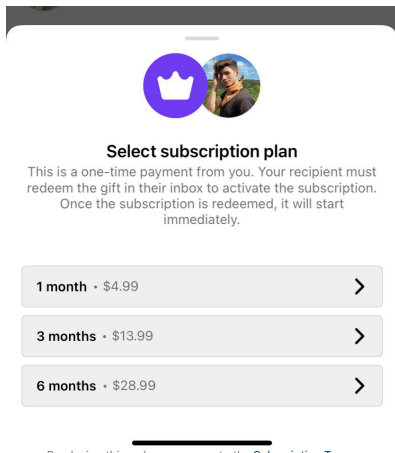 Select subscription plan
This is a one-time payment from you. Your recipient must
redeem the gift in their inbox to activate the subscription.
Once the subscription is redeemed, it will start
immediately.
1 month • $4.99
3 months • $13.99
6 months • $28.99